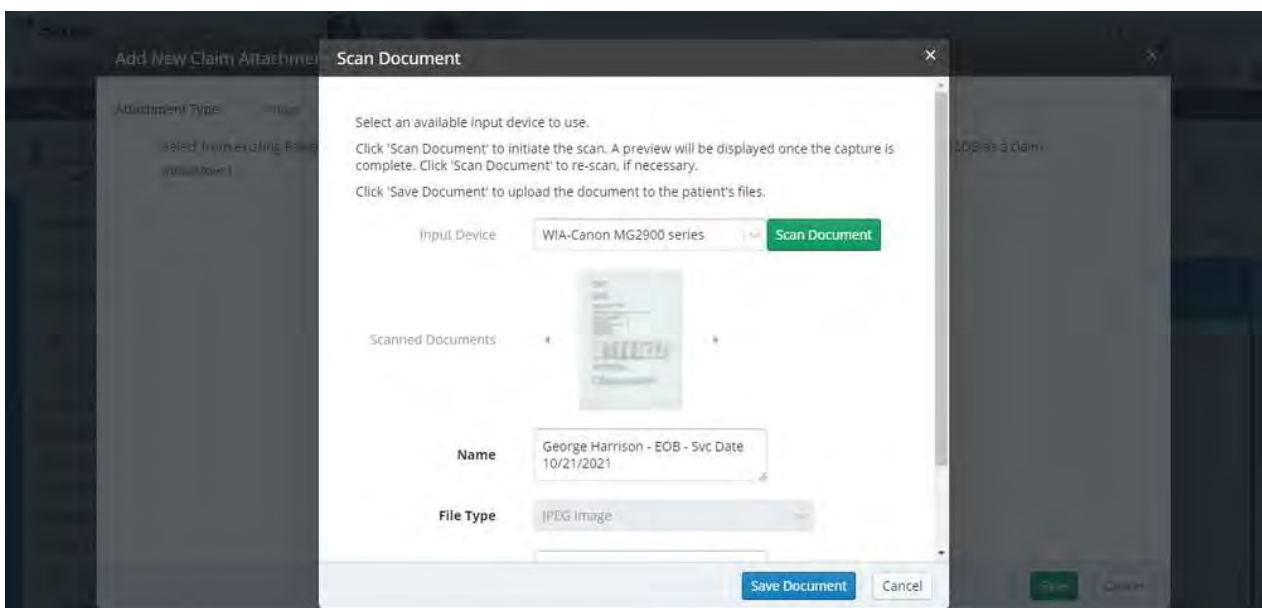 Add New Claim Attachmen
Scan Document
Attachment Type
Select an available input device to use.
Click 'Scan Document' to initiate the scan. A preview will be displayed once the capture is
complete. Click 'Scan Document' to re-scan, if necessary.
Click 'Save Document' to upload the document to the patient's files.
Input Device
WIA-Canon MG2900 series
Scan Document
Scanned Documents
Name
George Harrison - EOB - Svc Date
10/21/2021
File Type
JPEG Image
Save Document
Cancel
Save
Cancel